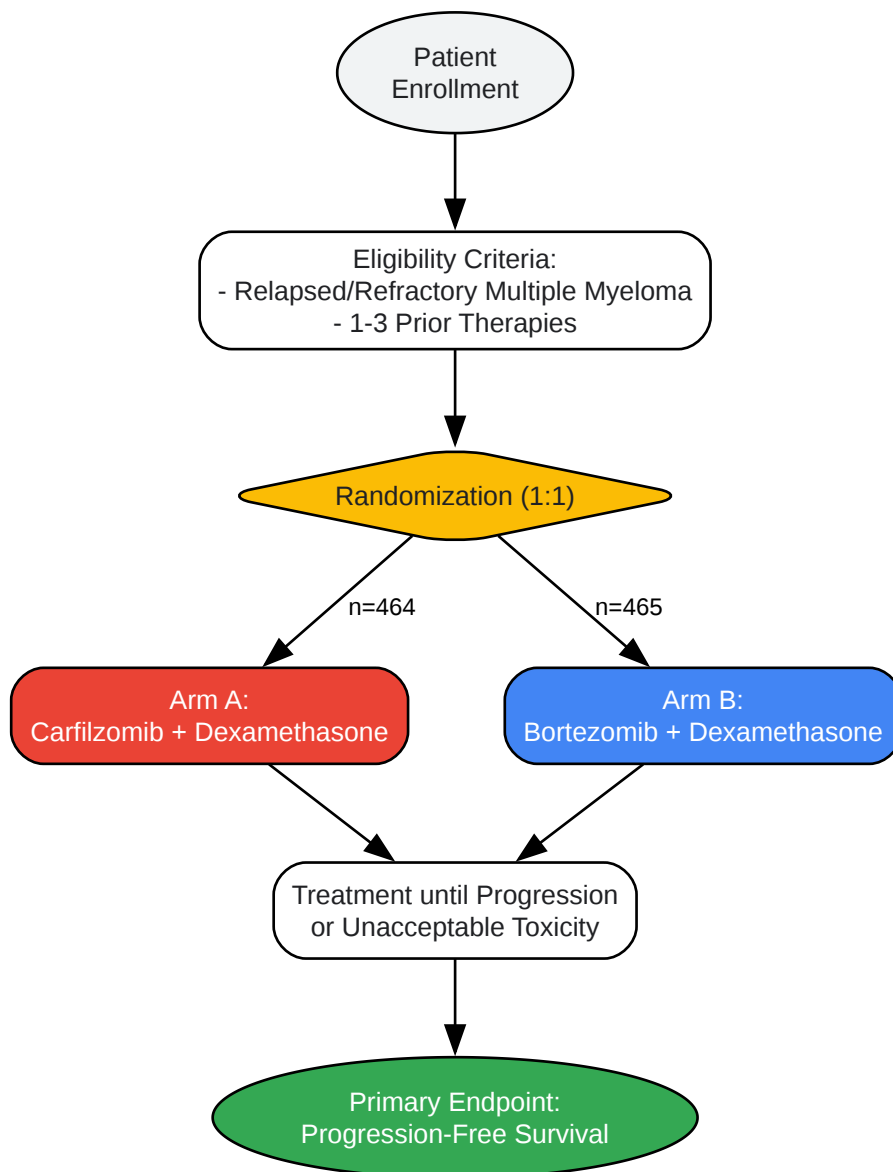 Patient
Enrollment
Eligibility Criteria:
- Relapsed/Refractory Multiple Myeloma
- 1-3 Prior Therapies
Randomization (1:1)
n=464
n=465
Arm A:
Carfilzomib + Dexamethasone
Arm B:
Bortezomib + Dexamethasone
Treatment until Progression
or Unacceptable Toxicity
Primary Endpoint:
Progression-Free Survival